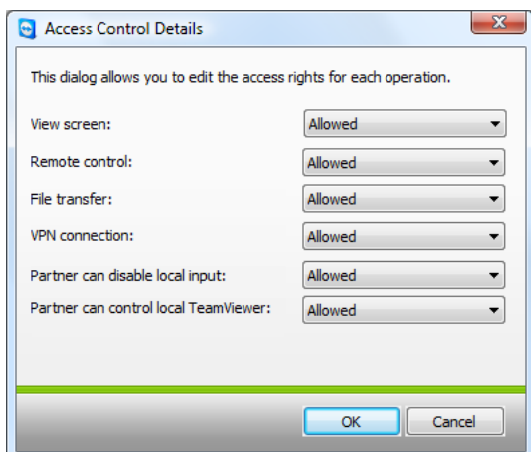 Access Control Details
This dialog allows you to edit the access rights for each operation.
View screen: Allowed
Remote control: Allowed
File transfer: Allowed
VPN connection: Allowed
Partner can disable local input: Allowed
Partner can control local TeamViewer: Allowed
OK Cancel